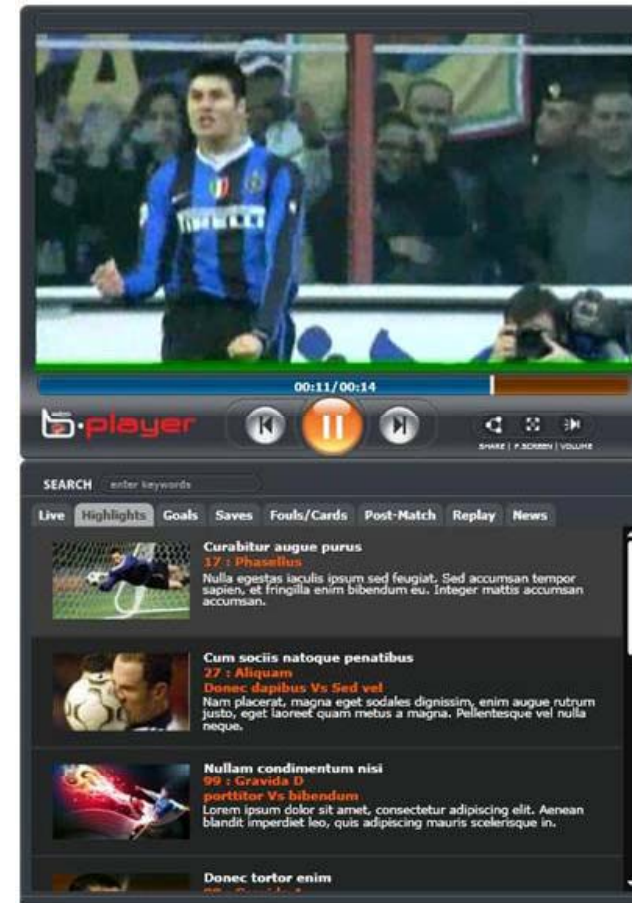 PIRELLI
00:11/00:14
b·player
SHARE | F.SCREEN | VOLUME
SEARCH enter keywords
Live Highlights Goals Saves Fouls/Cards Post-Match Replay News
Curabitur augue purus
17 : Phasellus
Nulla egestas iaculis ipsum sed feugiat. Sed accumsan tempor
sapien, et fringilla enim bibendum eu. Integer mattis accumsan
accumsan.
Cum sociis natoque penatibus
27 : Aliquam
Donec dapibus Vs Sed vel
Nam placerat, magna eget sodales dignissim, enim augue rutrum
justo, eget laoreet quam metus a magna. Pellentesque vel nulla
neque.
Nullam condimentum nisi
99 : Gravida D
porttitor Vs bibendum
Lorem ipsum dolor sit amet, consectetur adipiscing elit. Aenean
blandit imperdiet leo, quis adipiscing mauris scelerisque in.
Donec tortor enim